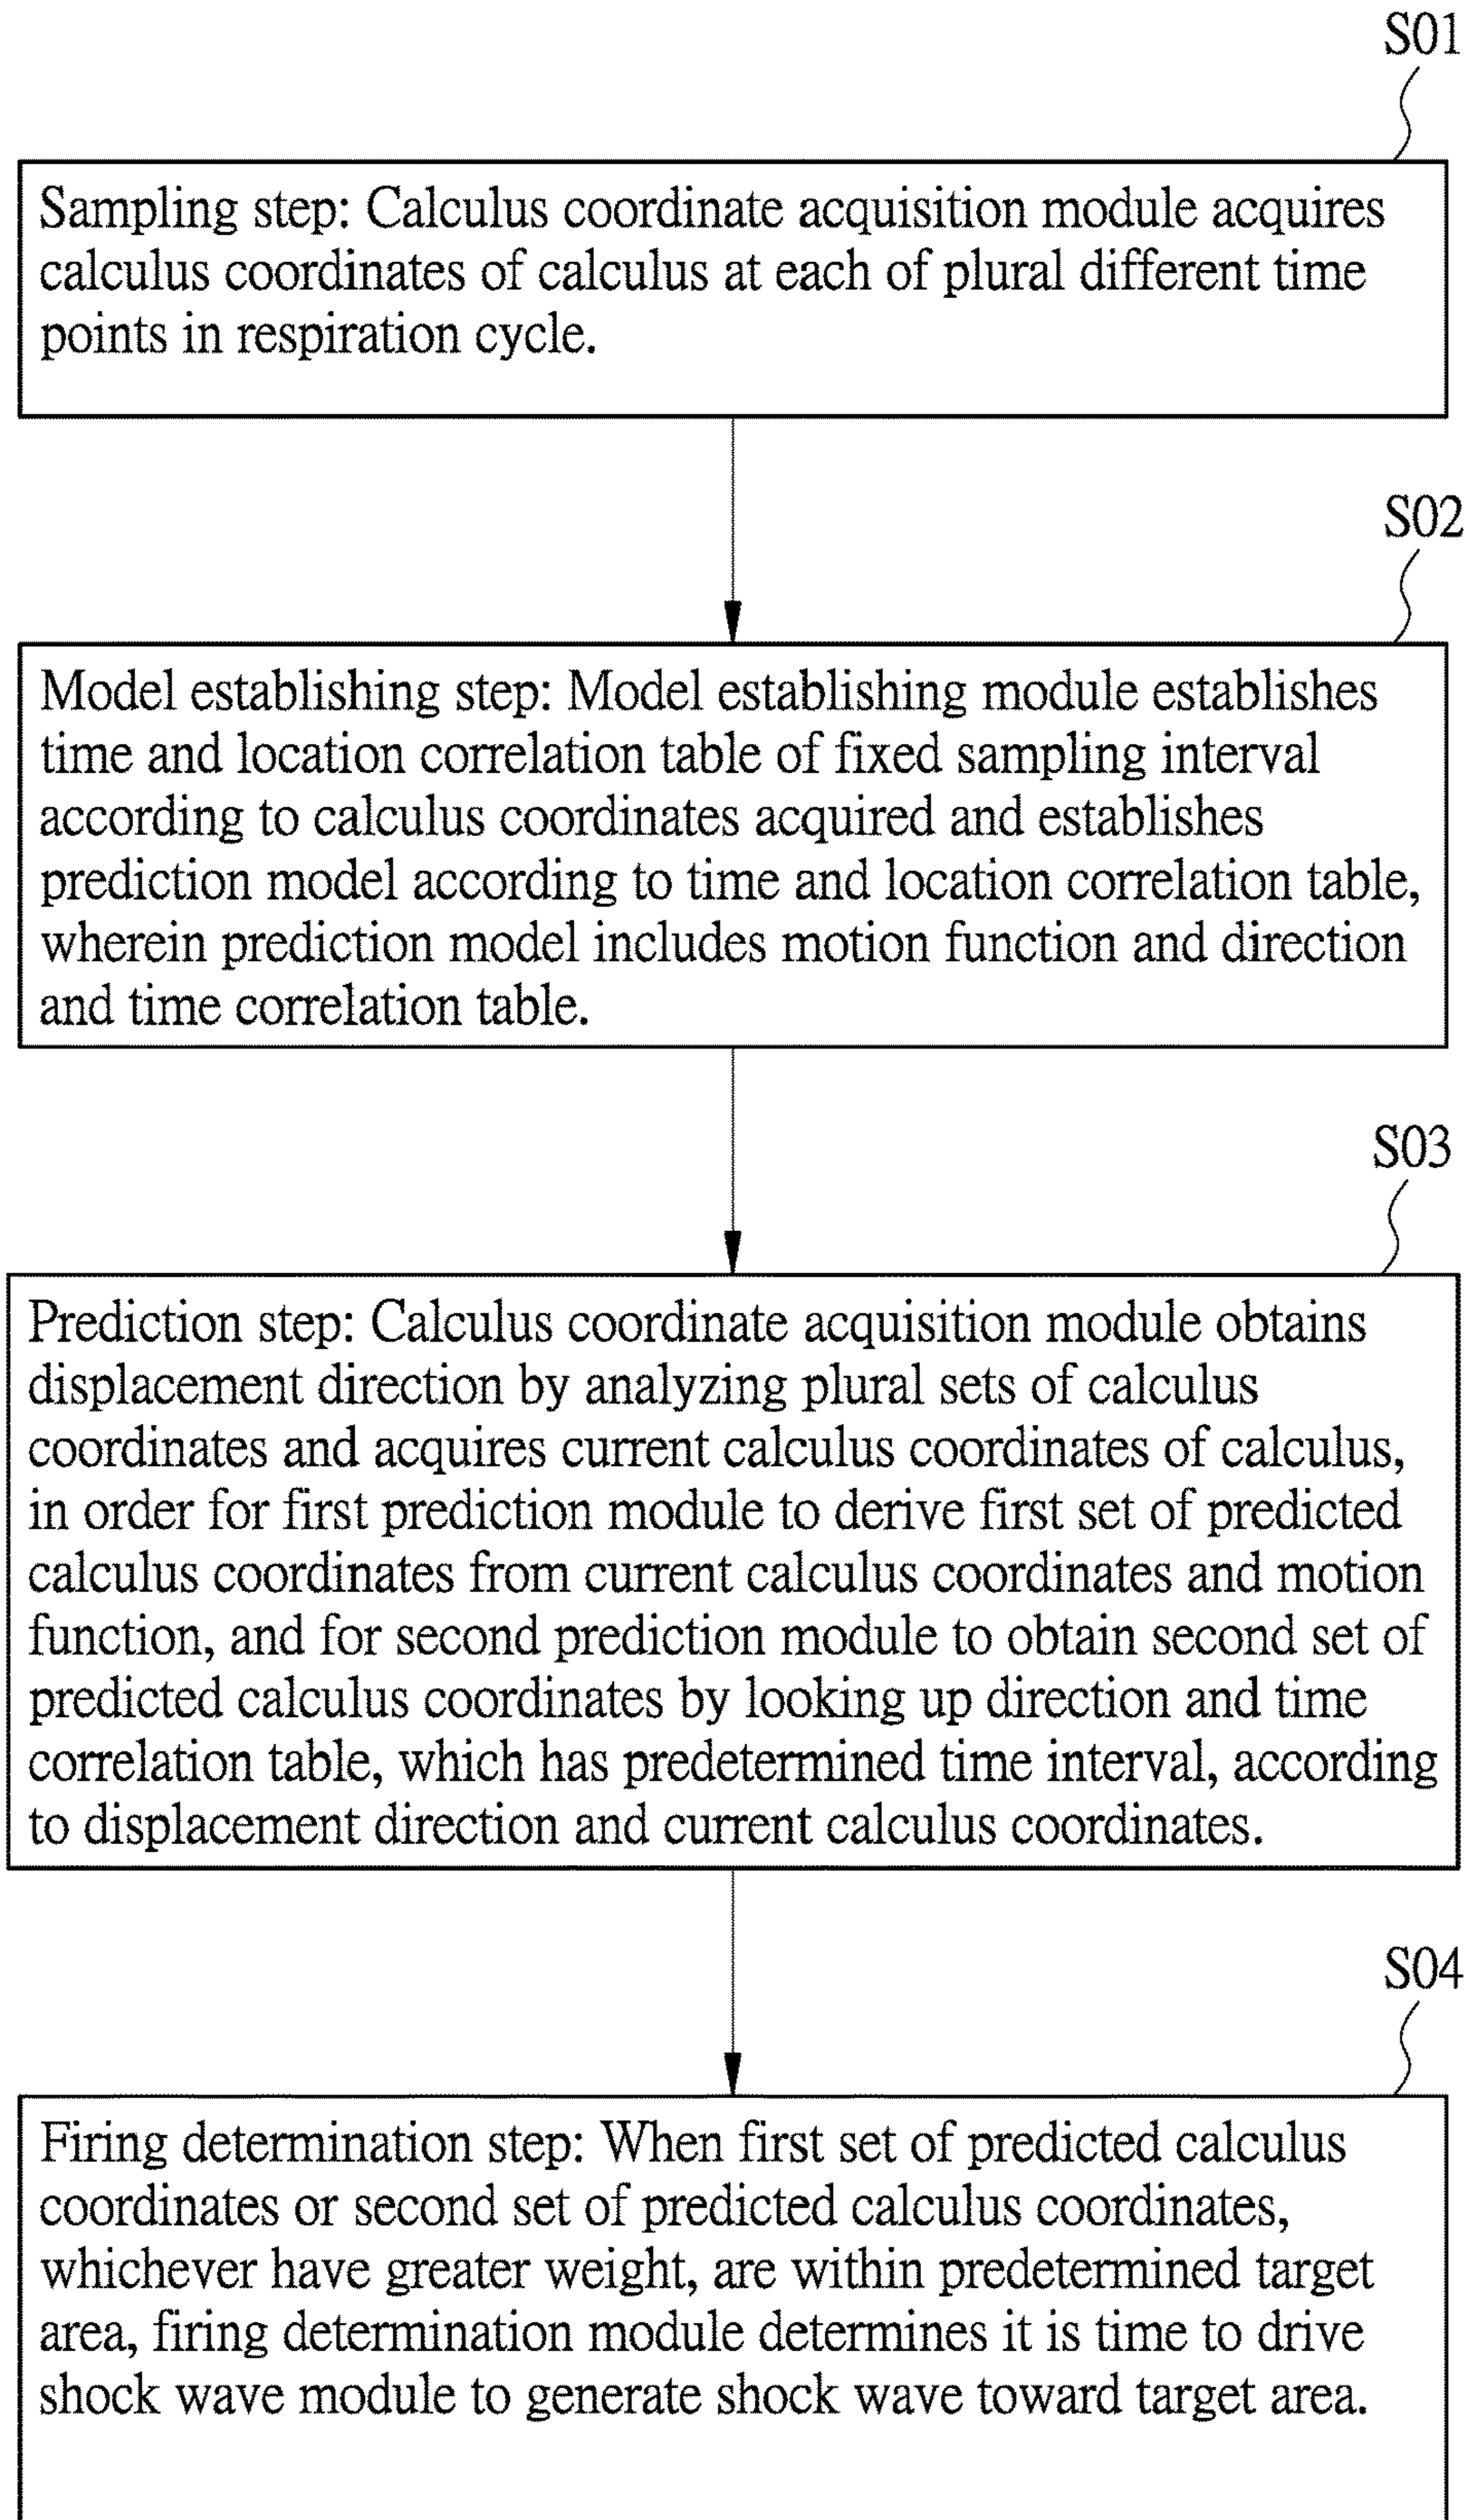 S01
Sampling step: Calculus coordinate acquisition module acquires
calculus coordinates of calculus at each of plural different time
points in respiration cycle.
S02
Model establishing step: Model establishing module establishes
time and location correlation table of fixed sampling interval
according to calculus coordinates acquired and establishes
prediction model according to time and location correlation table,
wherein prediction model includes motion function and direction
and time correlation table.
S03
Prediction step: Calculus coordinate acquisition module obtains
displacement direction by analyzing plural sets of calculus
coordinates and acquires current calculus coordinates of calculus,
in order for first prediction module to derive first set of predicted
calculus coordinates from current calculus coordinates and motion
function, and for second prediction module to obtain second set of
predicted calculus coordinates by looking up direction and time
correlation table, which has predetermined time interval, according
to displacement direction and current calculus coordinates.
S04
Firing determination step: When first set of predicted calculus
coordinates or second set of predicted calculus coordinates,
whichever have greater weight, are within predetermined target
area, firing determination module determines it is time to drive
shock wave module to generate shock wave toward target area.